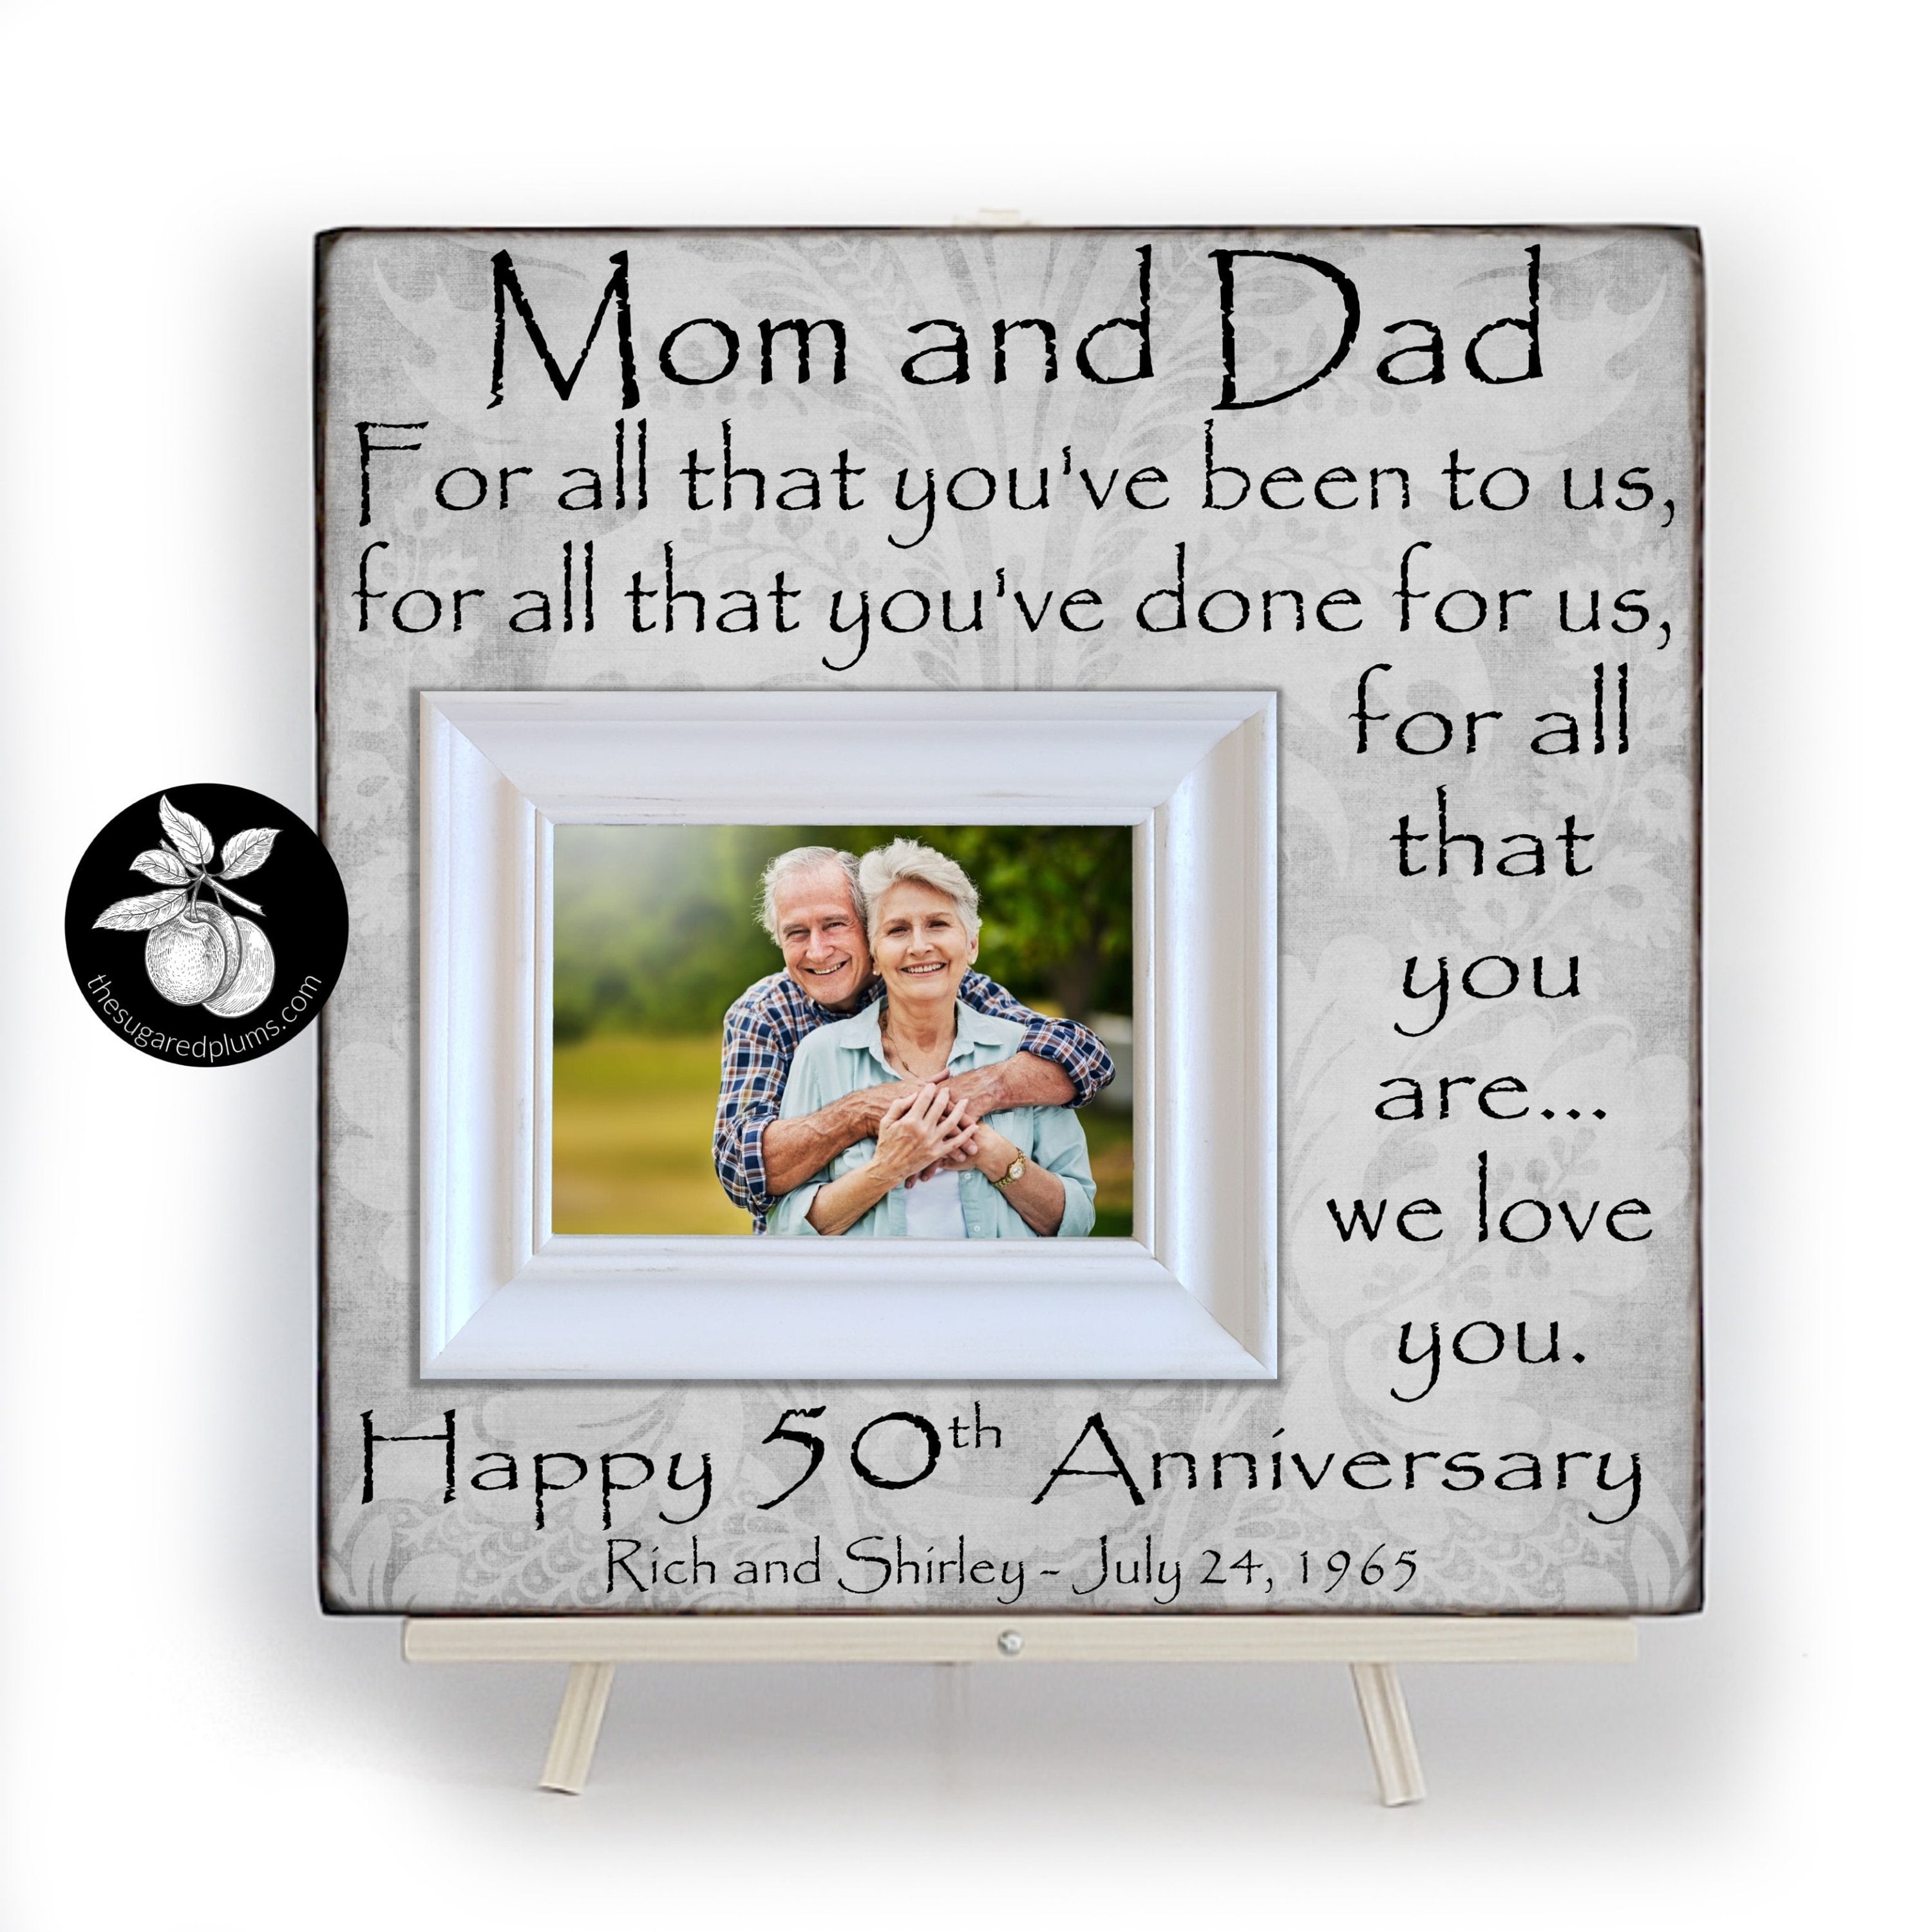 Mom and Dad
For all that you've been to us,
for all that you've done for us,
for all
that
you
are...
we love
you.
Happy 50th Anniversary
Rich and Shirley - July 24, 1965
thesugaredplums.com